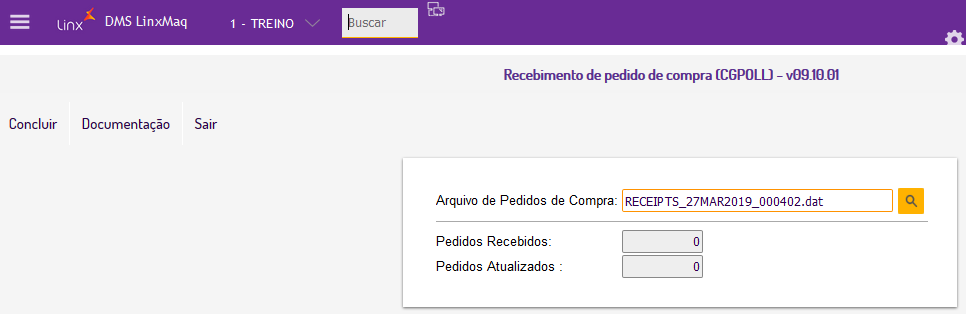 Linx DMS LinxMaq 1 - TREINO Buscar
Recebimento de pedido de compra (CGPOLL) - v09.10.01
Concluir Documentação Sair
Arquivo de Pedidos de Compra: RECEIPTS_27MAR2019_000402.dat
Pedidos Recebidos: 0
Pedidos Atualizados : 0